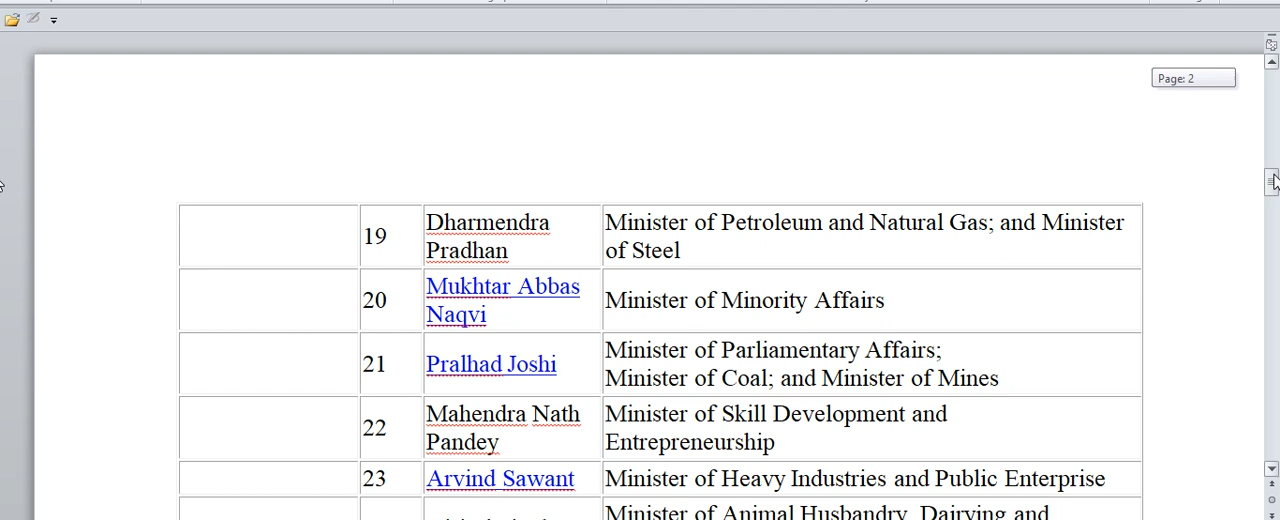 Page: 2
19
Dharmendra
Pradhan
Minister of Petroleum and Natural Gas; and Minister
of Steel
20
Mukhtar Abbas
Naqvi
Minister of Minority Affairs
21
Pralhad Joshi
Minister of Parliamentary Affairs;
Minister of Coal; and Minister of Mines
22
Mahendra Nath
Pandey
Minister of Skill Development and
Entrepreneurship
23
Arvind Sawant
Minister of Heavy Industries and Public Enterprise
Minister of Animal Husbandry, Dairying and